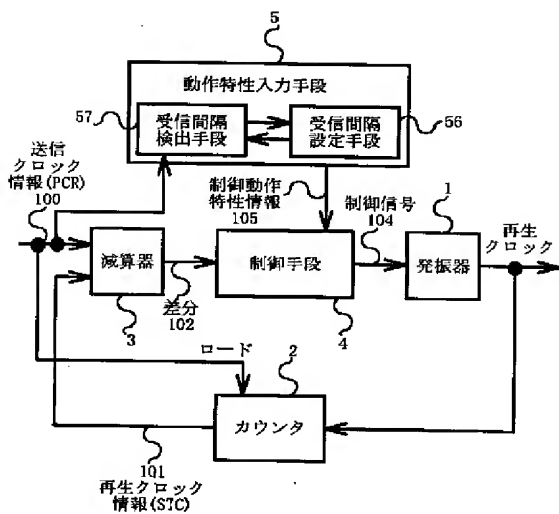 5
動作特性入力手段
57
受信間隔
検出手段
受信間隔
設定手段
56
送信
クロック
情報(PCR)
100
制御動作
特性情報
105
制御信号
104
1
再生
クロック
減算器
3
差分
102
制御手段
4
発振器
ロード
2
カウンタ
101
再生クロック
情報(STC)